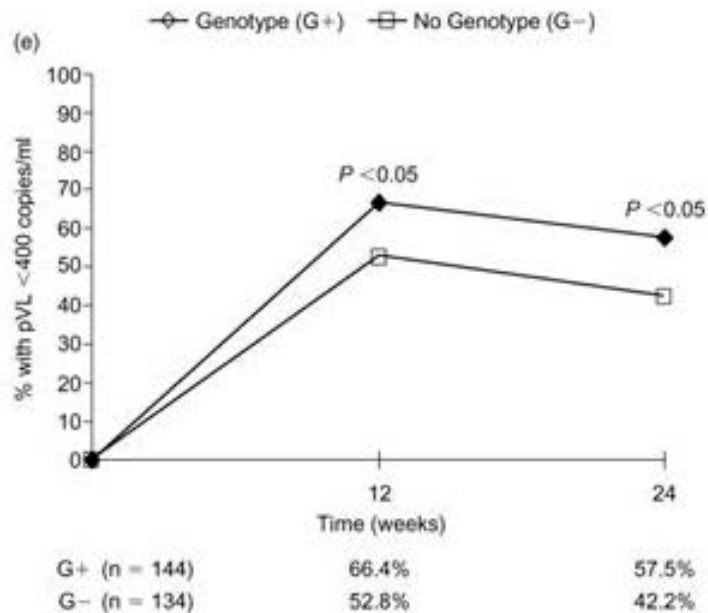 Genotype (G+) No Genotype (G−)
(e)
% with pVL <400 copies/ml
100
90
80
70
60
50
40
30
20
10
0
P <0.05
P <0.05
12 24
Time (weeks)
G+ (n = 144) 66.4% 57.5%
G− (n = 134) 52.8% 42.2%